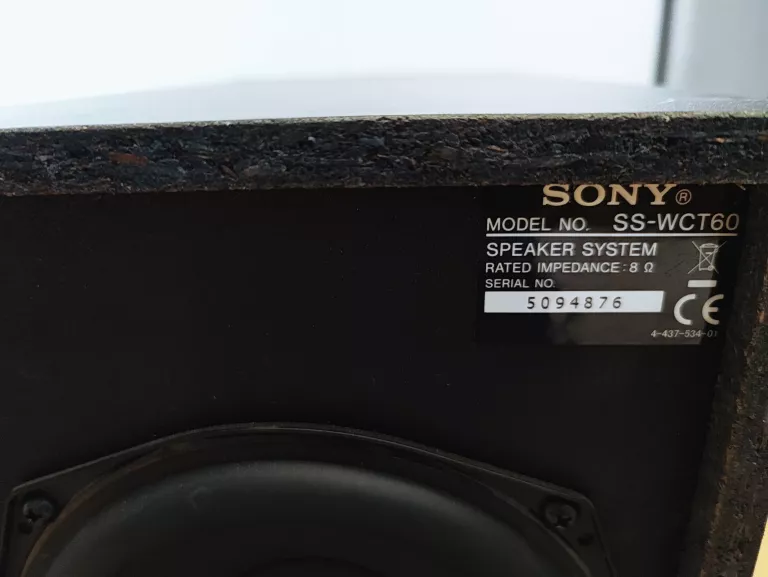 SONY®
MODEL NO. SS-WCT60
SPEAKER SYSTEM
RATED IMPEDANCE : 8 Ω
SERIAL NO.
5094876
CE
4-437-534-01